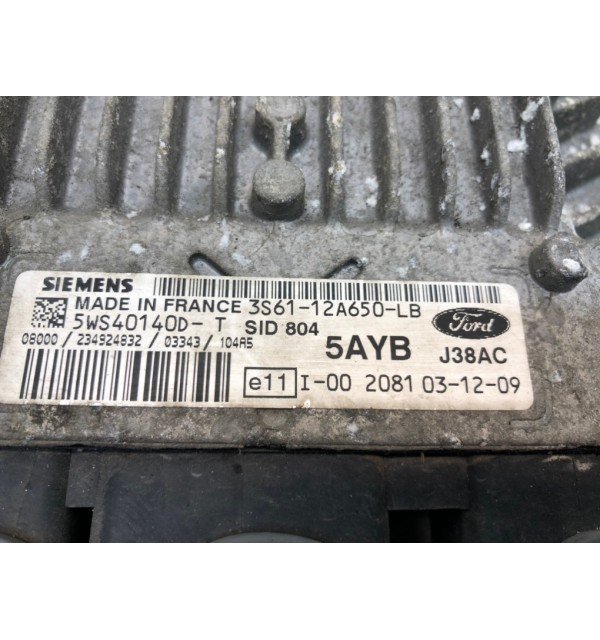 SIEMENS
MADE IN FRANCE 3S61-12A650-LB
5WS40140D-T SID 804
Ford
08000/234924832/03343/104A5
5AYB J38AC
e11 I-00 2081 03-12-09